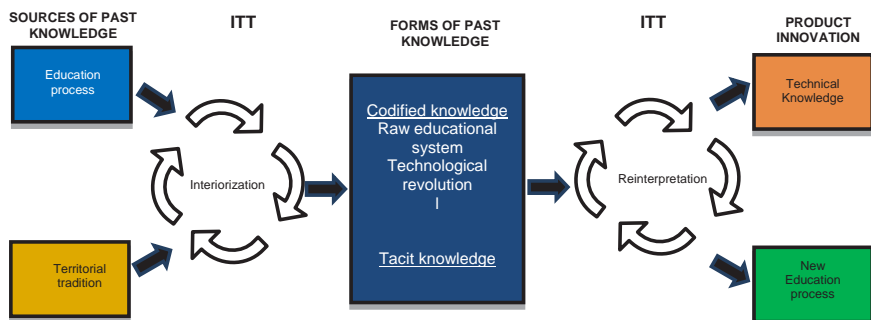 SOURCES OF PAST
KNOWLEDGE
ITT
FORMS OF PAST
KNOWLEDGE
ITT
PRODUCT
INNOVATION
Education
process
Territorial
tradition
Interiorization
Codified knowledge
Raw educational
system
Technological
revolution
l
Tacit knowledge
Reinterpretation
Technical
Knowledge
New
Education
process